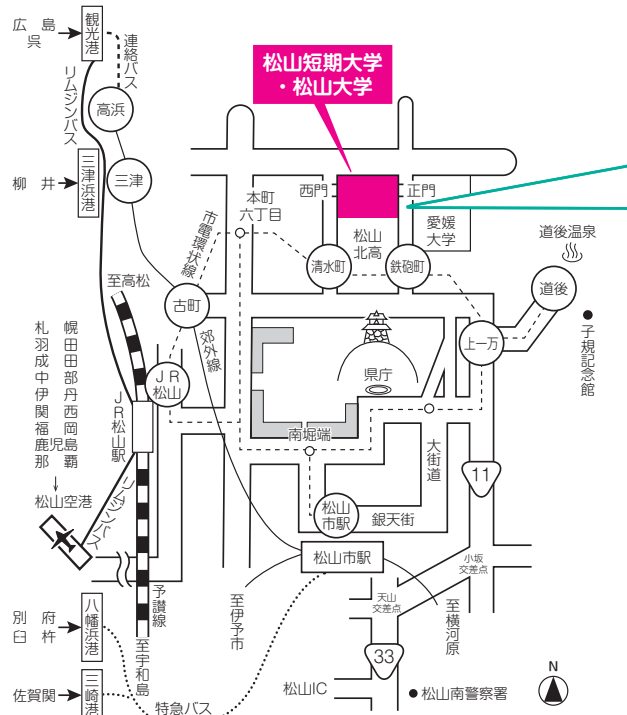 広島
呉
観光港
連絡バス
リムジンバス
高浜
松山短期大学
・松山大学
柳井
三津浜港
三津
西門
正門
本町
六丁目
市電環状線
松山
北高
愛媛
大学
清水町
鉄砲町
道後温泉
道後
子規記念館
至高松
古町
郊外線
上一万
札幌
羽田
成田
中部
伊丹
関西
福岡
鹿児島
那覇
松山空港
JR
松山
JR松山駅
リムジンバス
県庁
南堀端
大街道
11
松山
市駅
銀天街
松山市駅
小坂
交差点
天山
交差点
予讃線
至伊予市
至横河原
別府
臼杵
八幡浜港
至宇和島
33
佐賀関
三崎港
特急バス
松山IC
松山南警察署
N